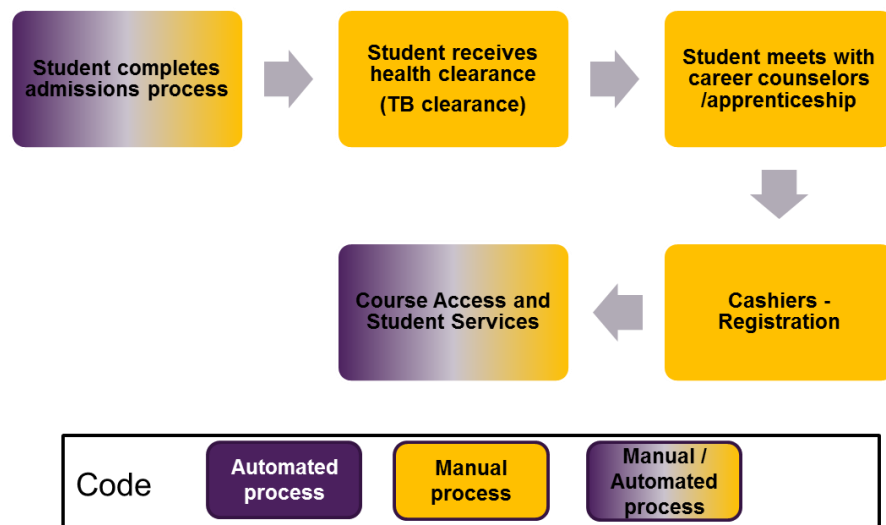 Student completes
admissions process
Student receives
health clearance
(TB clearance)
Student meets with
career counselors
/apprenticeship
Course Access and
Student Services
Cashiers -
Registration
Code
Automated
process
Manual
process
Manual /
Automated
process